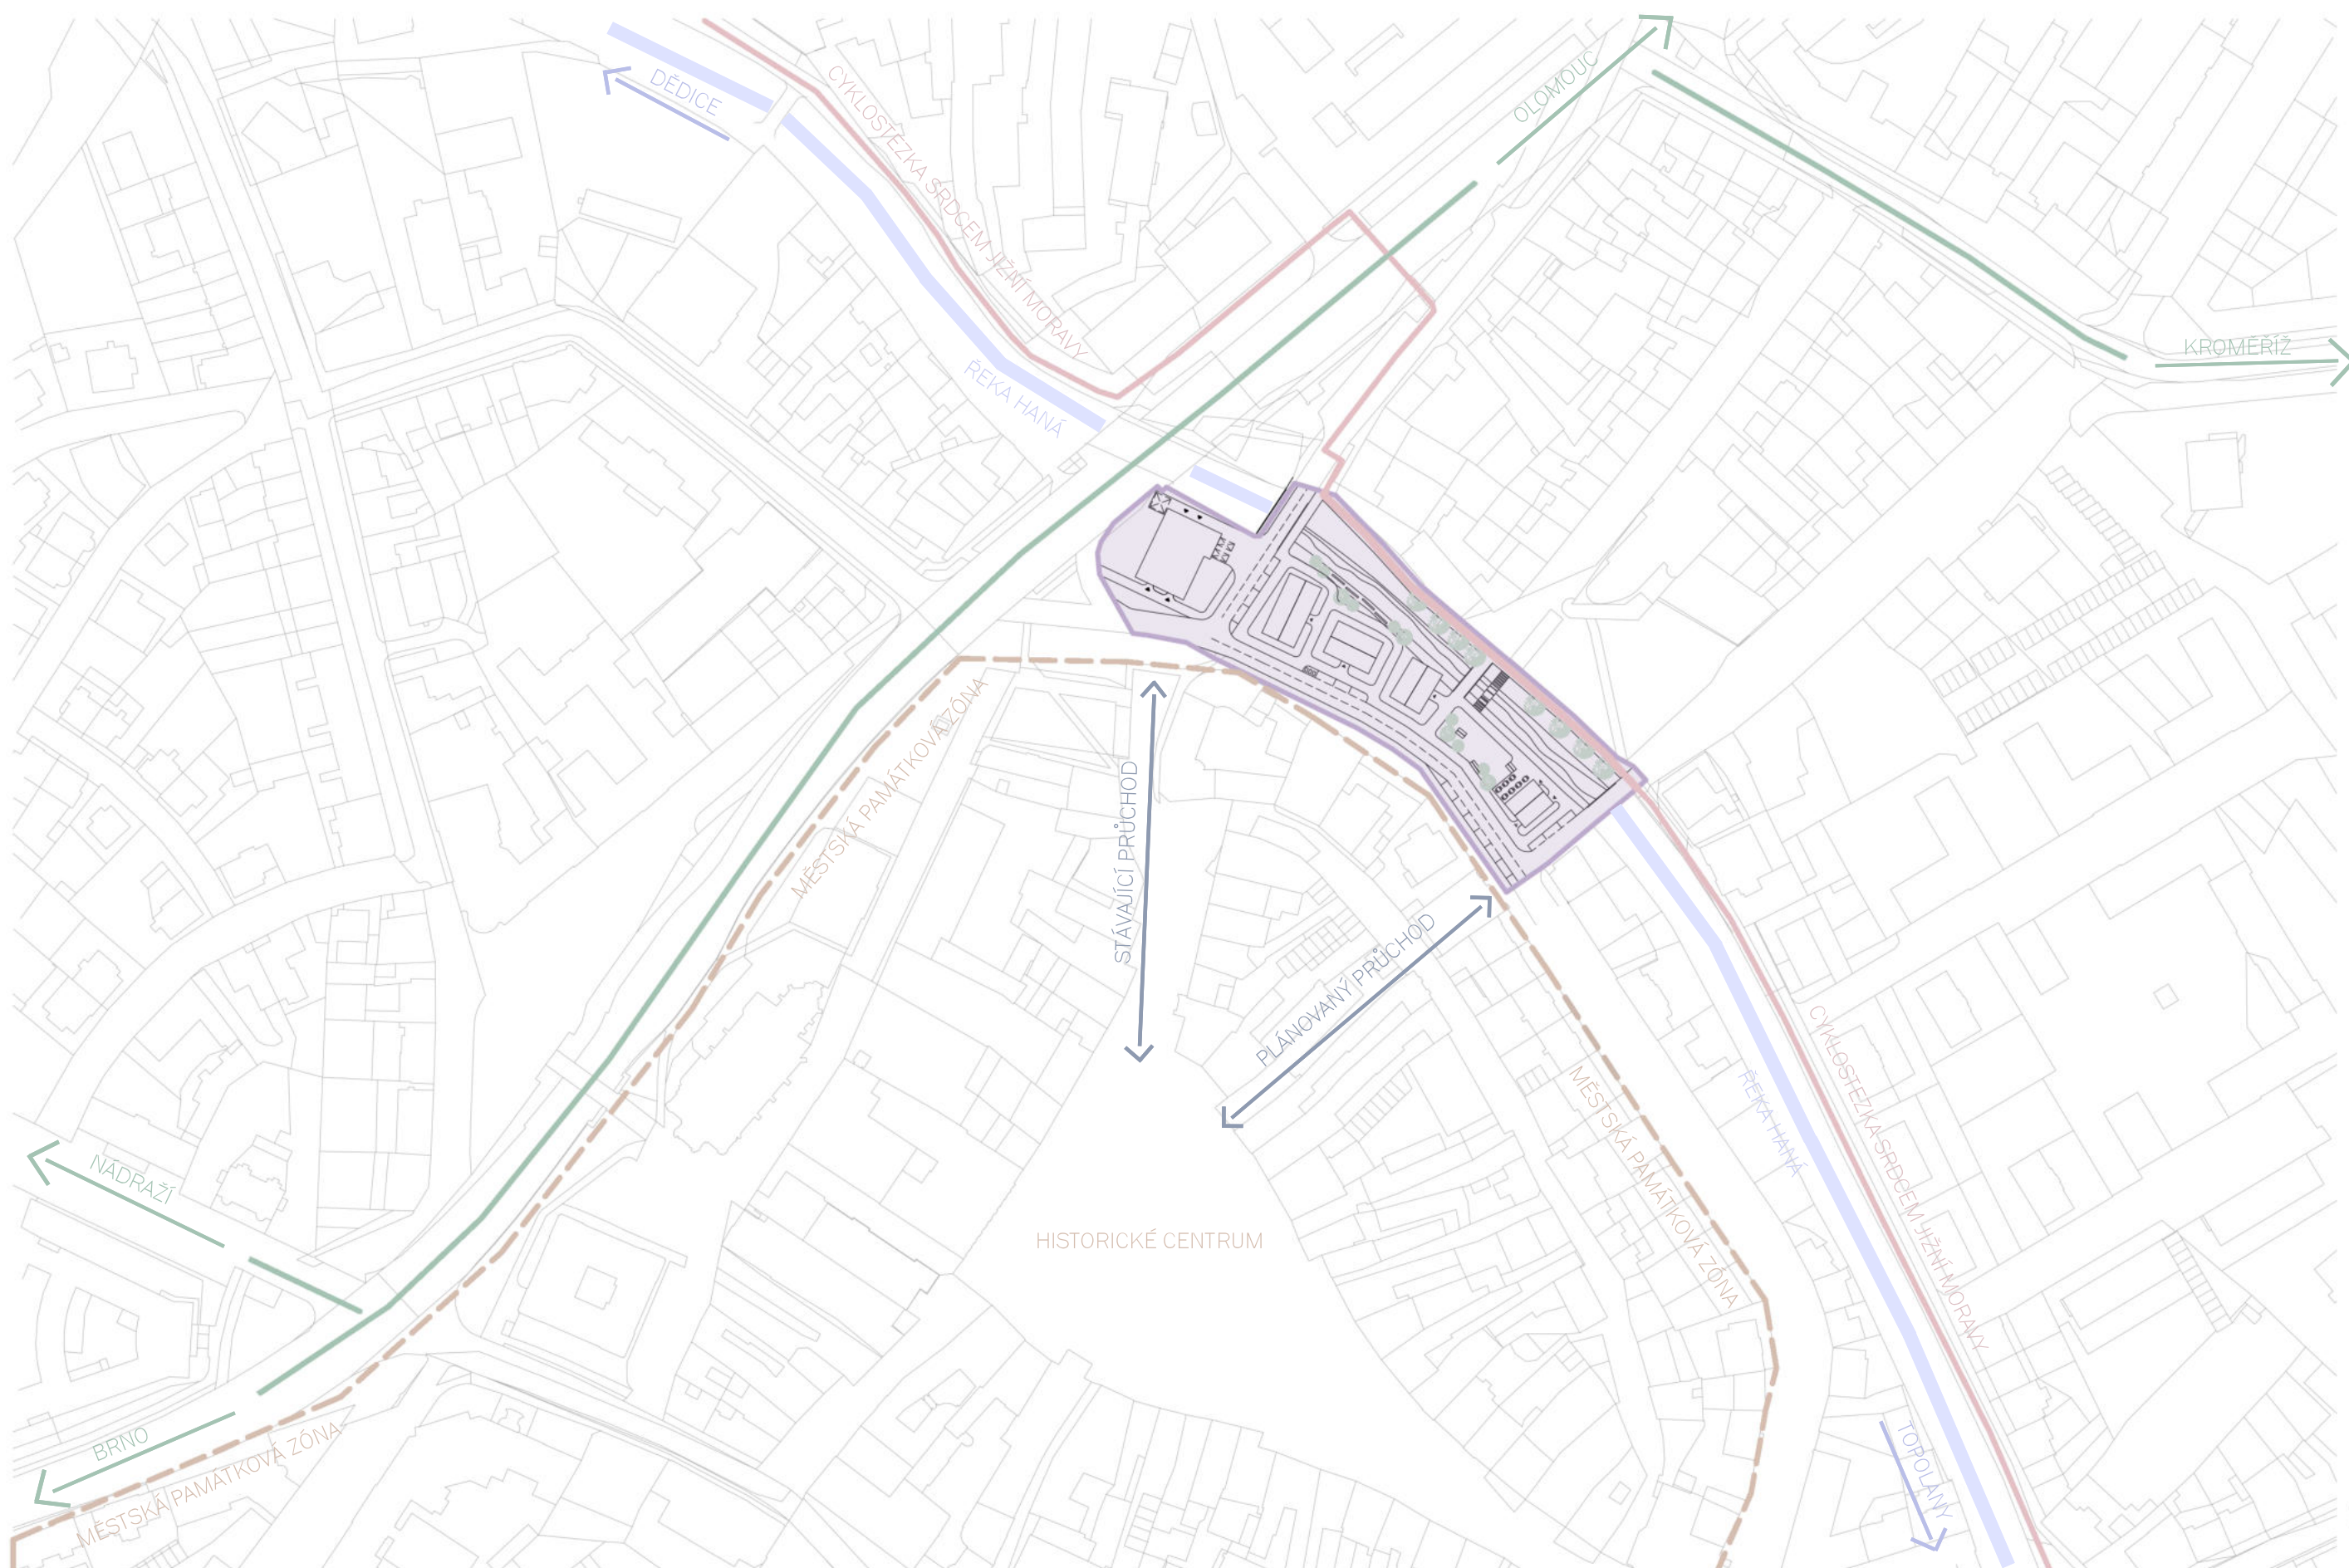 DĚDICE
CYKLOSTEZKA SRDCEM JIŽNÍ MORAVY
OLOMOUC
KROMĚŘÍŽ
ŘEKA HANÁ
MĚSTSKÁ PAMÁTKOVÁ ZÓNA
STÁVAJÍCÍ PRŮCHOD
PLÁNOVANÝ PRŮCHOD
NÁDRAŽÍ
HISTORICKÉ CENTRUM
MĚSTSKÁ PAMÁTKOVÁ ZÓNA
ŘEKA HANÁ
CYKLOSTEZKA SRDCEM JIŽNÍ MORAVY
BRNO
MĚSTSKÁ PAMÁTKOVÁ ZÓNA
TOPOLANY